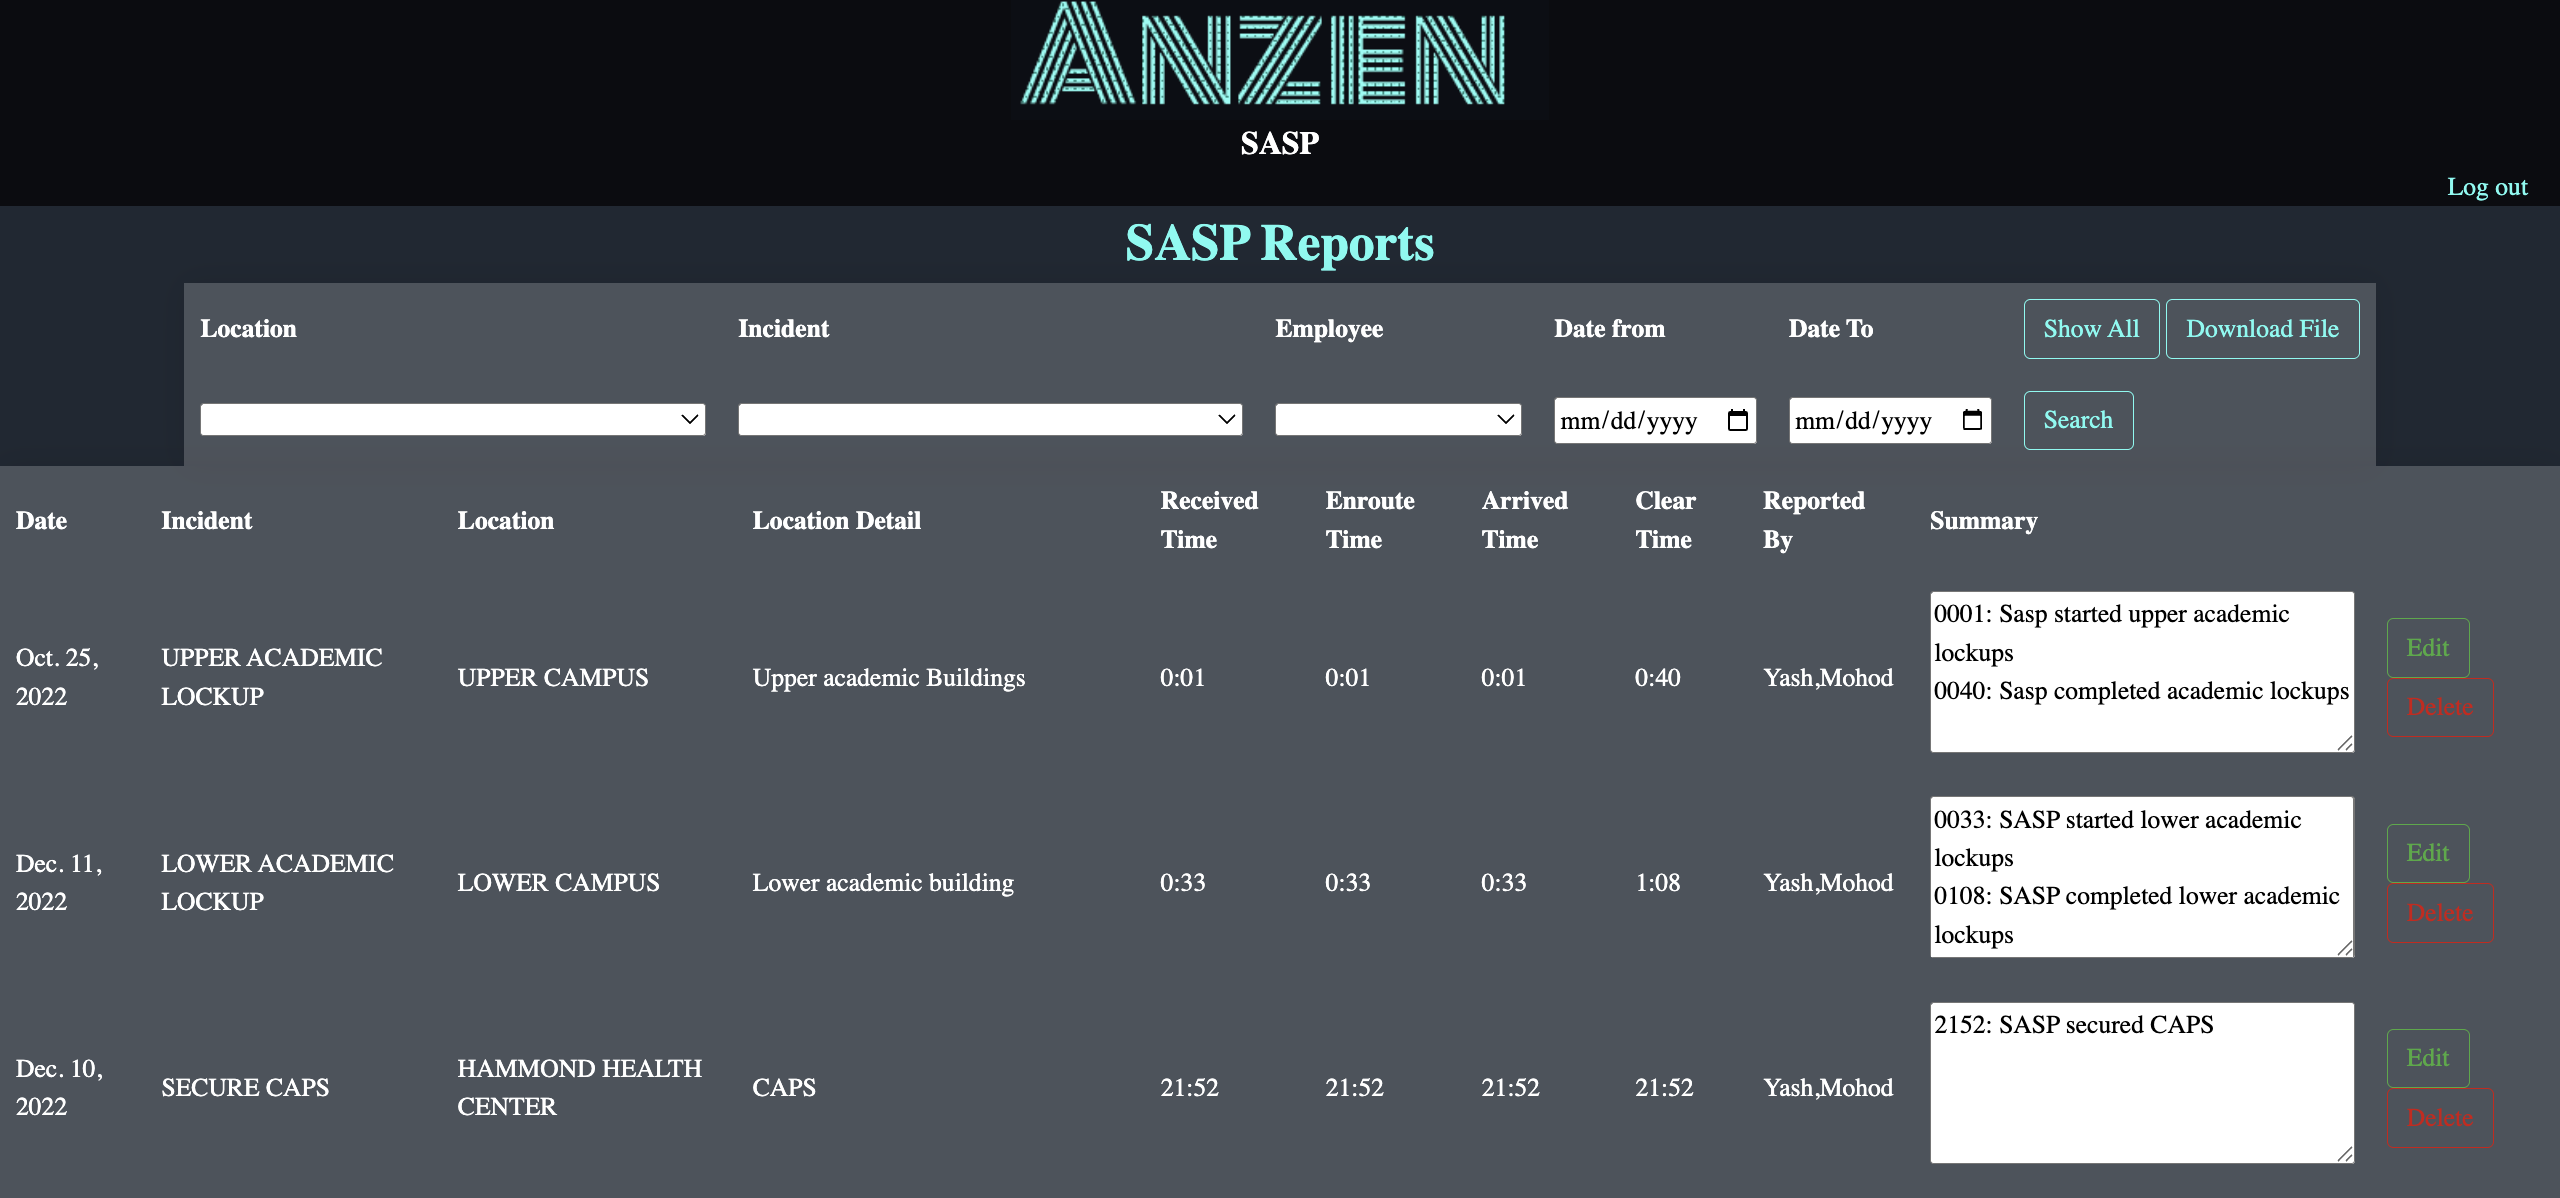 ANZEN
SASP
Log out
SASP Reports
Location Incident Employee Date from Date To Show All Download File
mm/dd/yyyy mm/dd/yyyy Search
Date Incident Location Location Detail Received Time Enroute Time Arrived Time Clear Time Reported By Summary
Oct. 25, 2022 UPPER ACADEMIC LOCKUP UPPER CAMPUS Upper academic Buildings 0:01 0:01 0:01 0:40 Yash,Mohod
0001: Sasp started upper academic
lockups
0040: Sasp completed academic lockups
Edit
Delete
Dec. 11, 2022 LOWER ACADEMIC LOCKUP LOWER CAMPUS Lower academic building 0:33 0:33 0:33 1:08 Yash,Mohod
0033: SASP started lower academic
lockups
0108: SASP completed lower academic
lockups
Edit
Delete
Dec. 10, 2022 SECURE CAPS HAMMOND HEALTH CENTER CAPS 21:52 21:52 21:52 21:52 Yash,Mohod
2152: SASP secured CAPS
Edit
Delete